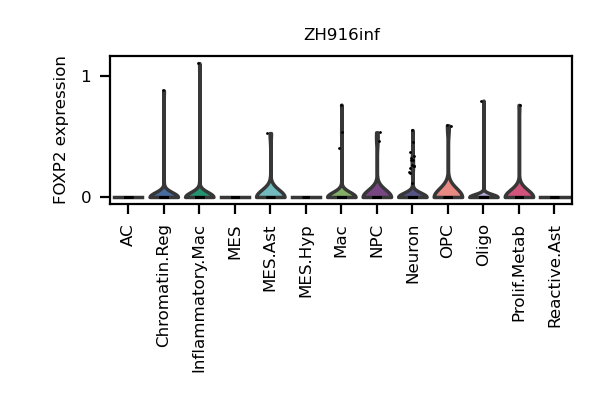 ZH916inf
FOXP2 expression
1
0
AC
Chromatin.Reg
Inflammatory.Mac
MES
MES.Ast
MES.Hyp
Mac
NPC
Neuron
OPC
Oligo
Prolif.Metab
Reactive.Ast